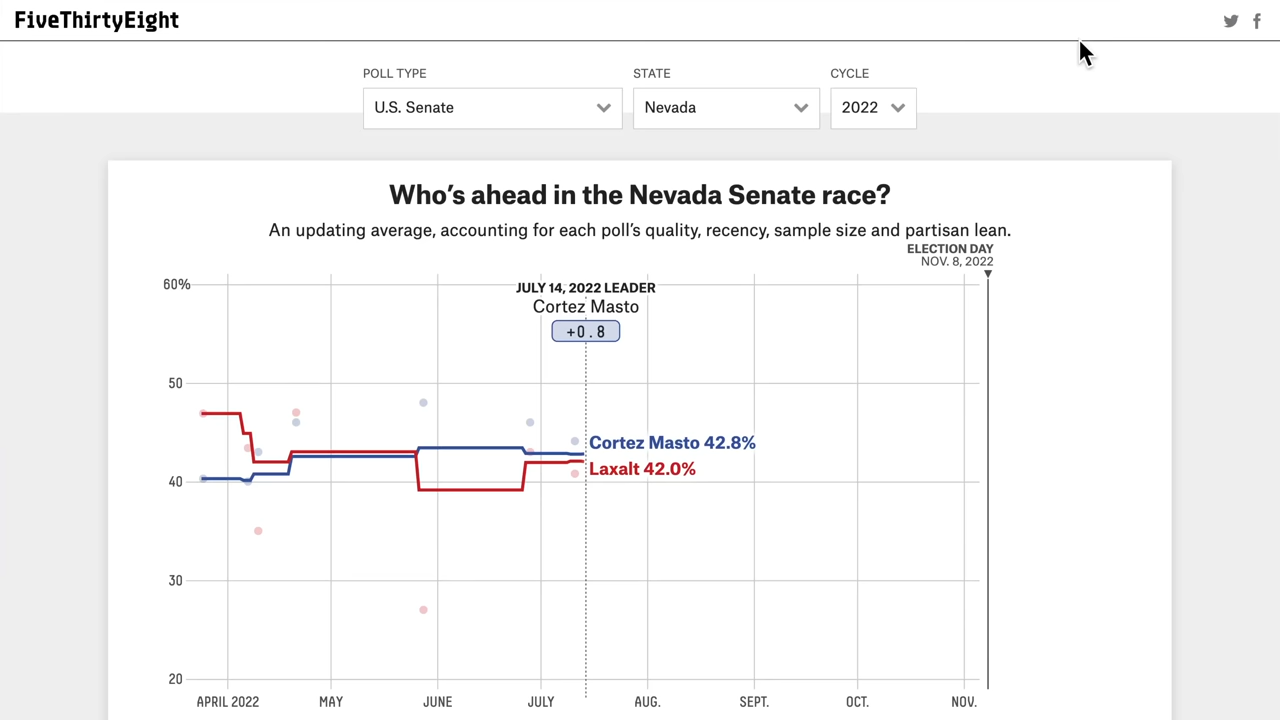 FiveThirtyEight
POLL TYPE
STATE
CYCLE
U.S. Senate
Nevada
2022
Who's ahead in the Nevada Senate race?
An updating average, accounting for each poll's quality, recency, sample size and partisan lean.
ELECTION DAY
NOV. 8, 2022
60%
JULY 14, 2022 LEADER
Cortez Masto
+0.8
50
Cortez Masto 42.8%
Laxalt 42.0%
40
30
20
APRIL 2022
MAY
JUNE
JULY
AUG.
SEPT.
OCT.
NOV.